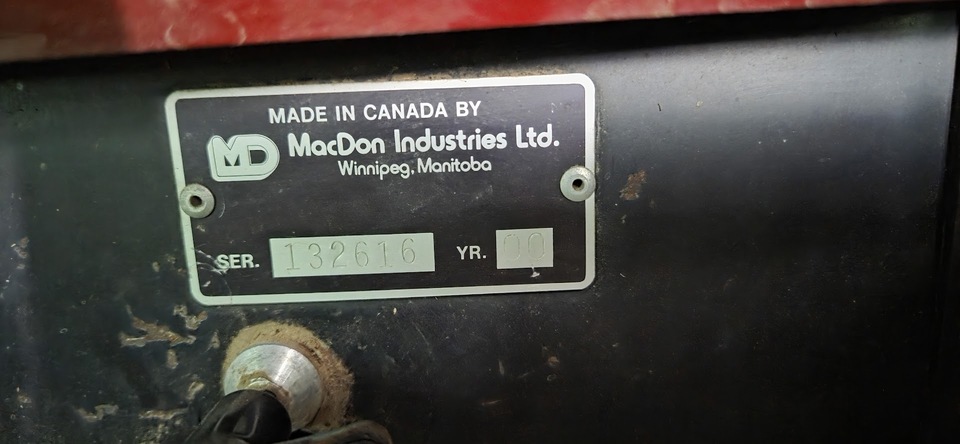 MADE IN CANADA BY
MD MacDon Industries Ltd.
Winnipeg, Manitoba
SER. 132616 YR. 00